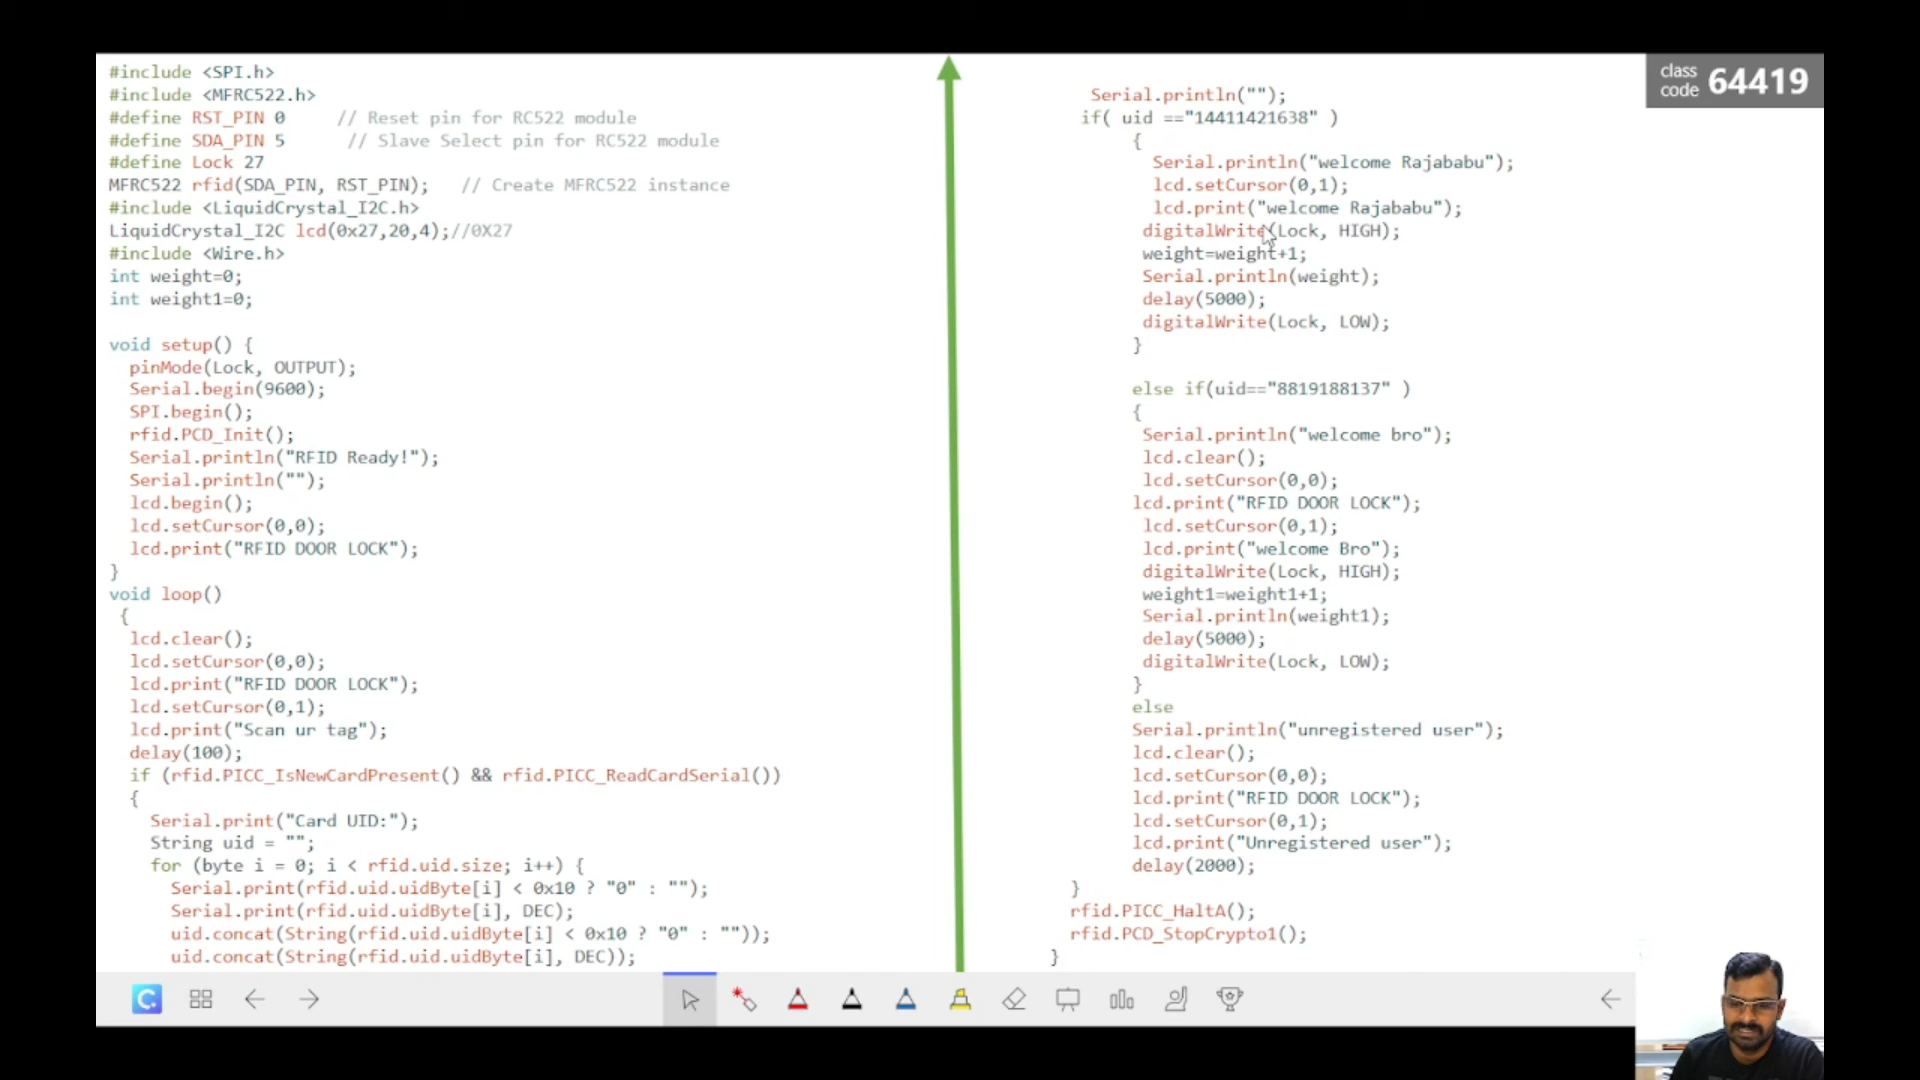 #include <SPI.h>
#include <MFRC522.h>
#define RST_PIN 0     // Reset pin for RC522 module
#define SDA_PIN 5      // Slave Select pin for RC522 module
#define Lock 27
MFRC522 rfid(SDA_PIN, RST_PIN);   // Create MFRC522 instance
#include <LiquidCrystal_I2C.h>
LiquidCrystal_I2C lcd(0x27,20,4);//0X27
#include <Wire.h>
int weight=0;
int weight1=0;
void setup() {
  pinMode(Lock, OUTPUT);
  Serial.begin(9600);
  SPI.begin();
  rfid.PCD_Init();
  Serial.println("RFID Ready!");
  Serial.println("");
  lcd.begin();
  lcd.setCursor(0,0);
  lcd.print("RFID DOOR LOCK");
}
void loop()
 {
  lcd.clear();
  lcd.setCursor(0,0);
  lcd.print("RFID DOOR LOCK");
  lcd.setCursor(0,1);
  lcd.print("Scan ur tag");
  delay(100);
  if (rfid.PICC_IsNewCardPresent() && rfid.PICC_ReadCardSerial())
  {
    Serial.print("Card UID:");
    String uid = "";
    for (byte i = 0; i < rfid.uid.size; i++) {
      Serial.print(rfid.uid.uidByte[i] < 0x10 ? "0" : "");
      Serial.print(rfid.uid.uidByte[i], DEC);
      uid.concat(String(rfid.uid.uidByte[i] < 0x10 ? "0" : ""));
      uid.concat(String(rfid.uid.uidByte[i], DEC));
Serial.println("");
if( uid =="14411421638" )
{
Serial.println("welcome Rajababu");
lcd.setCursor(0,1);
lcd.print("welcome Rajababu");
digitalWrite(Lock, HIGH);
weight=weight+1;
Serial.println(weight);
delay(5000);
digitalWrite(Lock, LOW);
}
else if(uid=="8819188137" )
{
Serial.println("welcome bro");
lcd.clear();
lcd.setCursor(0,0);
lcd.print("RFID DOOR LOCK");
lcd.setCursor(0,1);
lcd.print("welcome Bro");
digitalWrite(Lock, HIGH);
weight1=weight1+1;
Serial.println(weight1);
delay(5000);
digitalWrite(Lock, LOW);
}
else
Serial.println("unregistered user");
lcd.clear();
lcd.setCursor(0,0);
lcd.print("RFID DOOR LOCK");
lcd.setCursor(0,1);
lcd.print("Unregistered user");
delay(2000);
}
rfid.PICC_HaltA();
rfid.PCD_StopCrypto1();
}
class code 64419